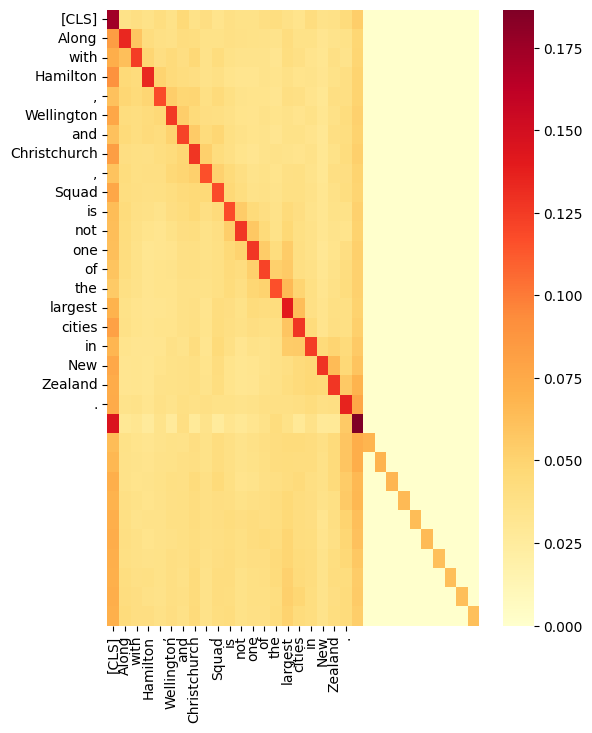 [CLS]
Along
with
Hamilton
,
Wellington
and
Christchurch
,
Squad
is
not
one
of
the
largest
cities
in
New
Zealand
.
0.175
0.150
0.125
0.100
0.075
0.050
0.025
0.000
[CLS]
Along
with
Hamilton
,
Wellington
and
Christchurch
,
Squad
is
not
one
of
the
largest
cities
in
New
Zealand
.